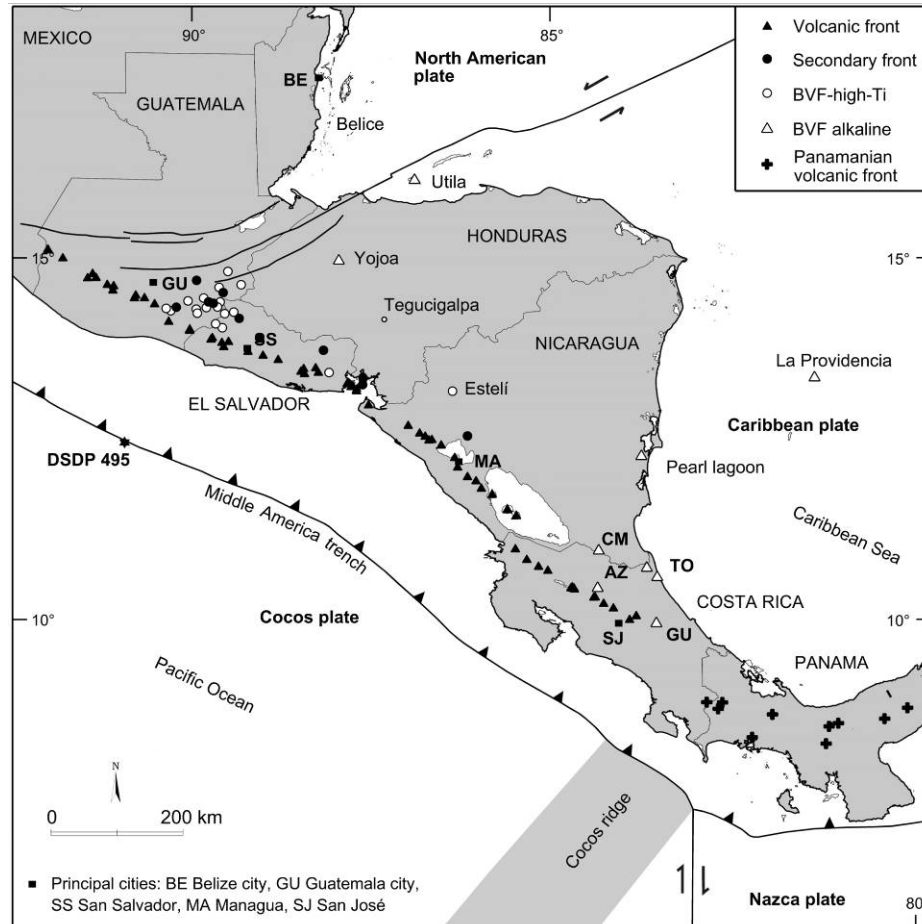 90°
85°
MEXICO
North American
plate
BE
GUATEMALA
Belice
Volcanic front
Secondary front
BVF-high-Ti
BVF alkaline
Panamanian
volcanic front
Utila
HONDURAS
15°
Yojoa
15°
GU
Tegucigalpa
NICARAGUA
SS
La Providencia
Estelí
EL SALVADOR
Caribbean plate
DSDP 495
MA
Pearl lagoon
Middle America
trench
Caribbean Sea
CM
TO
AZ
COSTA RICA
10°
Cocos plate
10°
SJ
GU
PANAMA
Pacific Ocean
N
0 200 km
Cocos ridge
Principal cities: BE Belize city, GU Guatemala city,
SS San Salvador, MA Managua, SJ San José
Nazca plate
80°